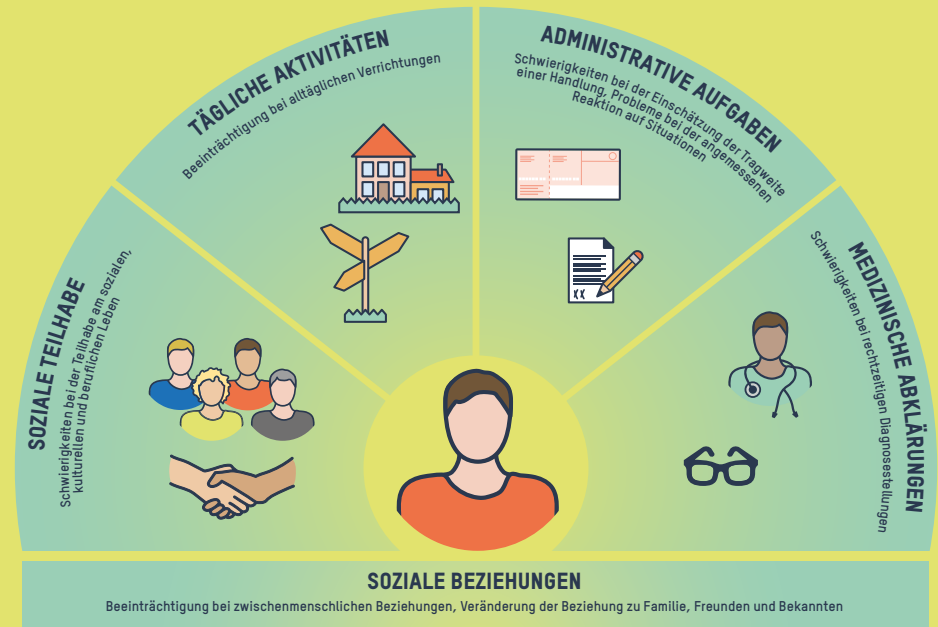 SOZIALE TEILHABE
Schwierigkeiten bei der Teilhabe am sozialen,
kulturellen und beruflichen Leben
TÄGLICHE AKTIVITÄTEN
Beeinträchtigung bei alltäglichen Verrichtungen
ADMINISTRATIVE AUFGABEN
Schwierigkeiten bei der Einschätzung der Tragweite
einer Handlung, Probleme bei der angemessenen
Reaktion auf Situationen
XX
MEDIZINISCHE ABKLÄRUNGEN
Schwierigkeiten bei rechtzeitigen Diagnosestellungen
SOZIALE BEZIEHUNGEN
Beeinträchtigung bei zwischenmenschlichen Beziehungen, Veränderung der Beziehung zu Familie, Freunden und Bekannten